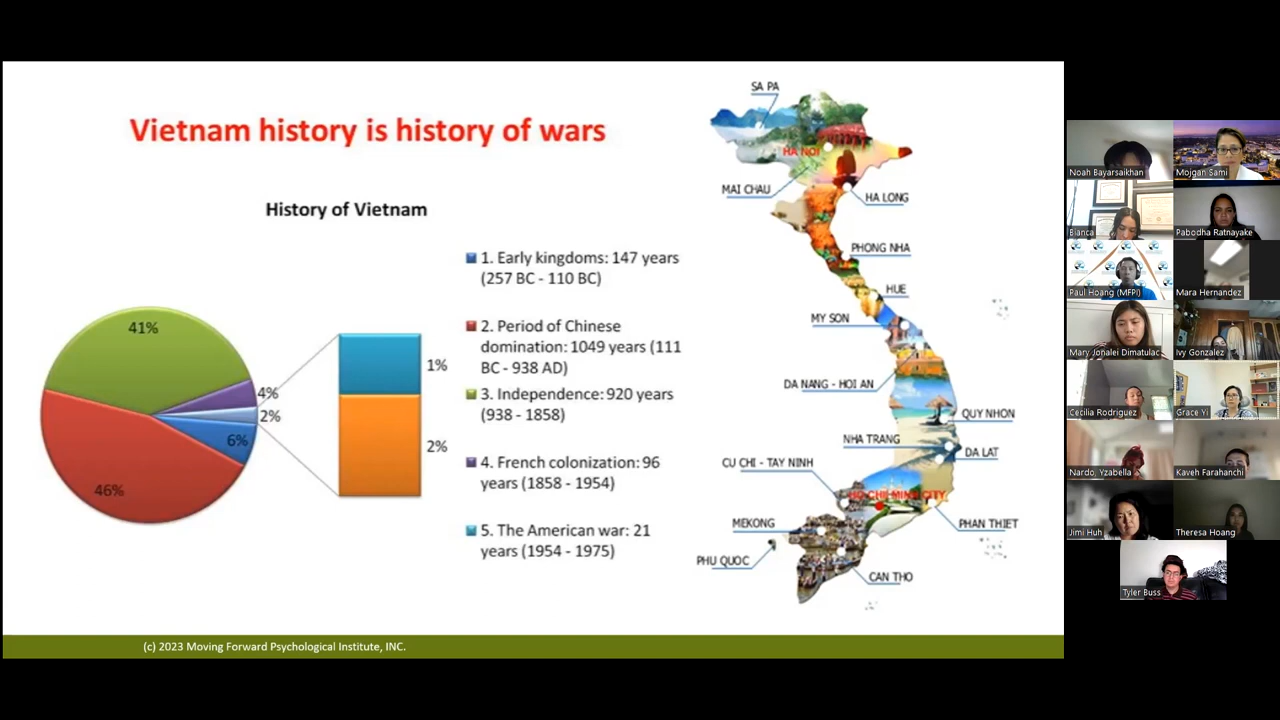 Vietnam history is history of wars
History of Vietnam
41%
4%
2%
6%
46%
1%
2%
1. Early kingdoms: 147 years
(257 BC - 110 BC)
2. Period of Chinese
domination: 1049 years (111
BC - 938 AD)
3. Independence: 920 years
(938 - 1858)
4. French colonization: 96
years (1858 - 1954)
5. The American war: 21
years (1954 - 1975)
SA PA
HA NOI
MAI CHAU
HA LONG
PHONG NHA
HUE
MY SON
DA NANG - HOI AN
QUY NHON
NHA TRANG
DA LAT
CU CHI - TAY NINH
HO CHI MINH CITY
MEKONG
PHAN THIET
PHU QUOC
CAN THO
(c) 2023 Moving Forward Psychological Institute, INC.
Noah Bayarsaikhan
Mojgan Sami
Bianca
Pabodha Ratnayake
Paul Hoang (MFPI)
Mara Hernandez
Mary Jonalei Dimatulac
Ivy Gonzalez
Cecilia Rodriguez
Grace Yi
Nardo, Yzabella
Kaveh Farahanchi
Jimi Huh
Theresa Hoang
Tyler Buss